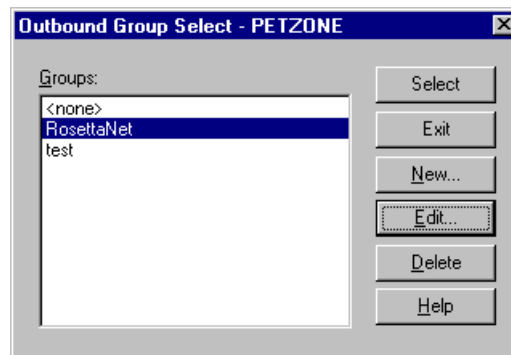 Outbound Group Select - PETZONE
Groups:
<none>
RosettaNet
test
Select
Exit
New...
Edit...
Delete
Help